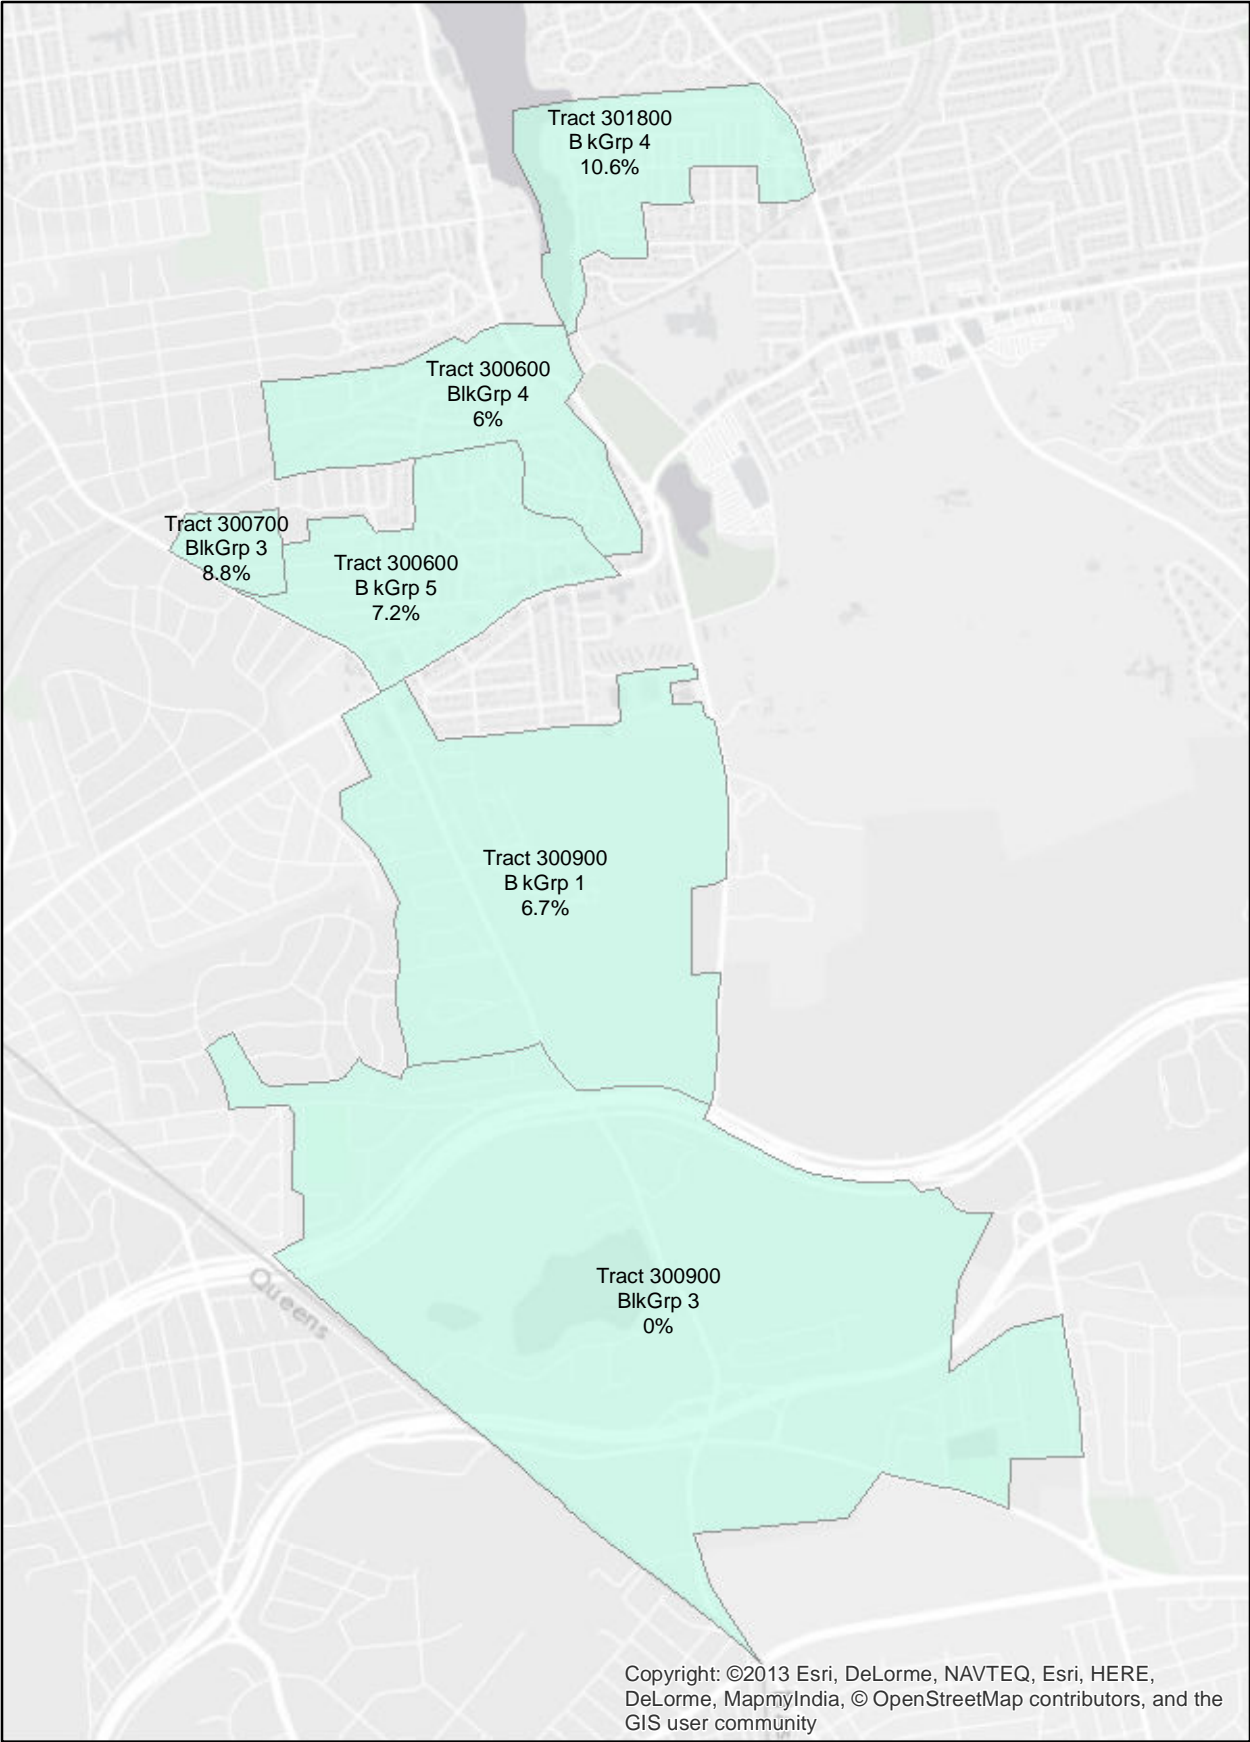 Tract 301800
B kGrp 4
10.6%
Tract 300600
BlkGrp 4
6%
Tract 300700
BlkGrp 3
8.8%
Tract 300600
B kGrp 5
7.2%
Tract 300900
B kGrp 1
6.7%
Tract 300900
BlkGrp 3
0%
Queens
Copyright: ©2013 Esri, DeLorme, NAVTEQ, Esri, HERE,
DeLorme, MapmyIndia, © OpenStreetMap contributors, and the
GIS user community